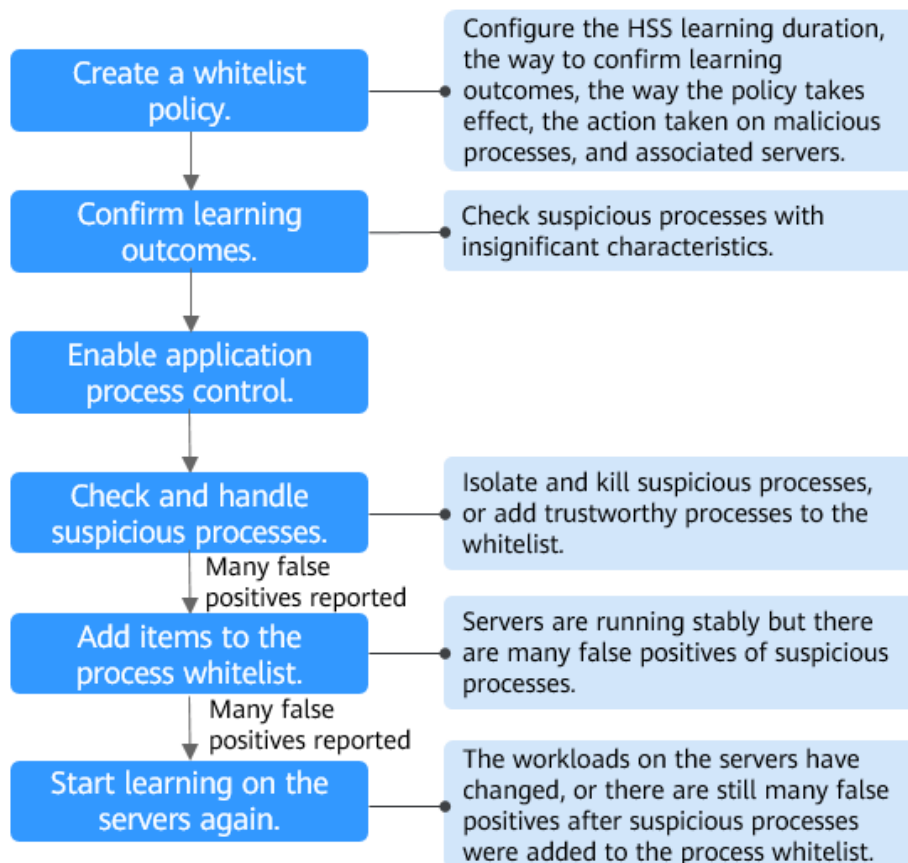 Create a whitelist
policy.
Configure the HSS learning duration,
the way to confirm learning
outcomes, the way the policy takes
effect, the action taken on malicious
processes, and associated servers.
Confirm learning
outcomes.
Check suspicious processes with
insignificant characteristics.
Enable application
process control.
Check and handle
suspicious processes.
Isolate and kill suspicious processes,
or add trustworthy processes to the
whitelist.
Many false
positives reported
Add items to the
process whitelist.
Servers are running stably but there
are many false positives of suspicious
processes.
Many false
positives reported
Start learning on the
servers again.
The workloads on the servers have
changed, or there are still many false
positives after suspicious processes
were added to the process whitelist.